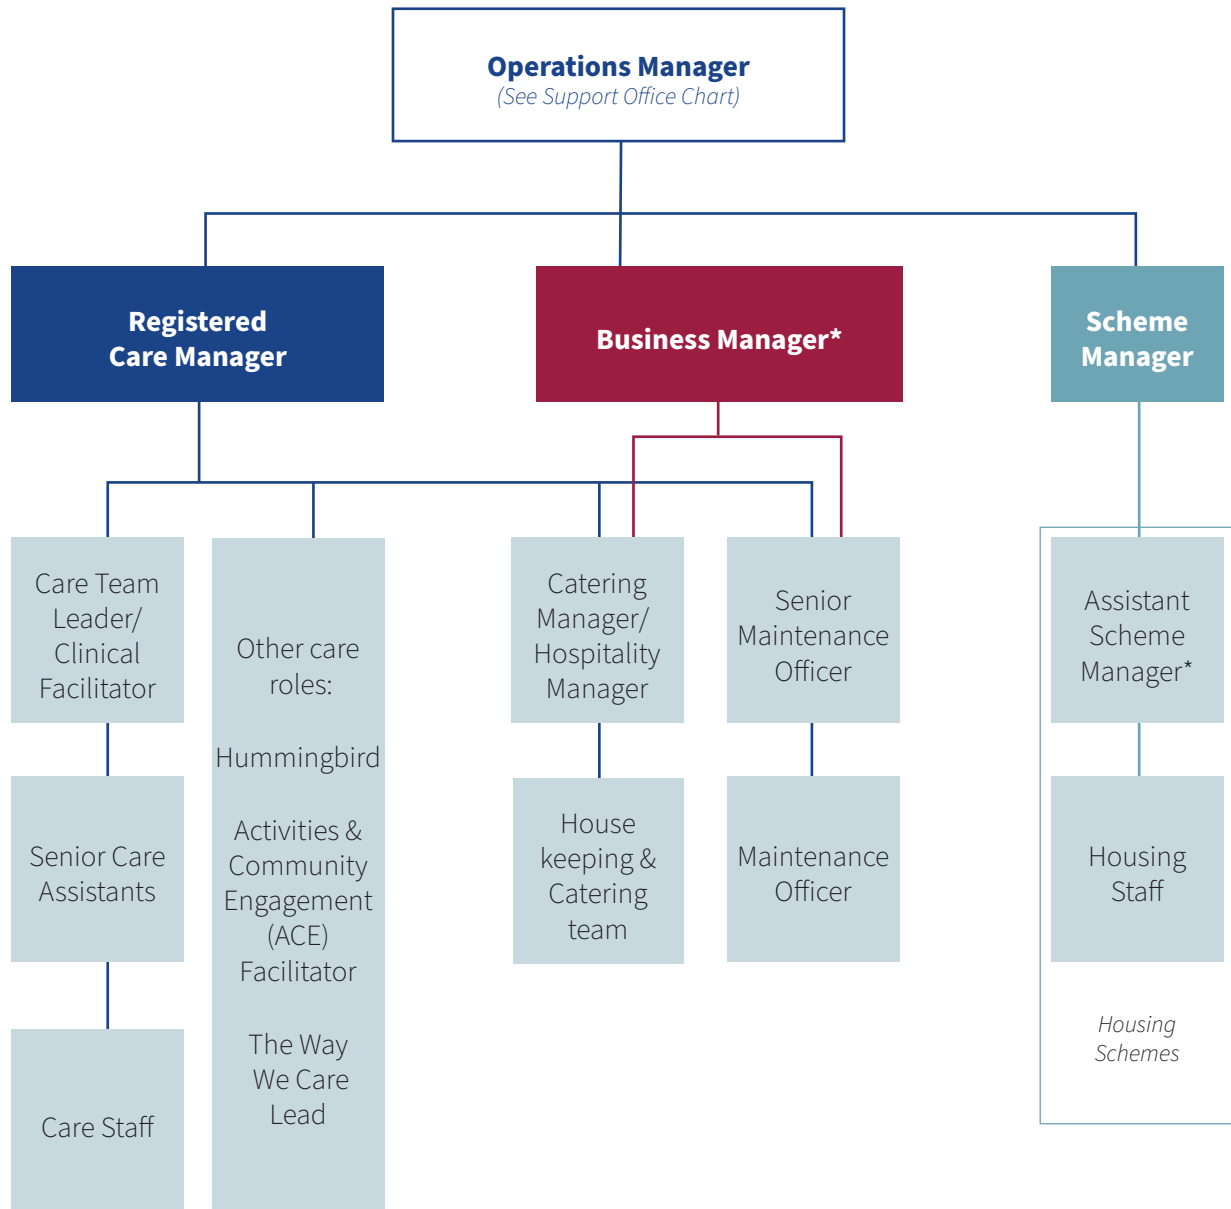 Operations Manager
(See Support Office Chart)
Registered
Care Manager
Business Manager*
Scheme
Manager
Care Team
Leader/
Clinical
Facilitator
Senior Care
Assistants
Care Staff
Other care
roles:
Hummingbird
Activities &
Community
Engagement
(ACE)
Facilitator
The Way
We Care
Lead
Catering
Manager/
Hospitality
Manager
House
keeping &
Catering
team
Senior
Maintenance
Officer
Maintenance
Officer
Assistant
Scheme
Manager*
Housing
Staff
Housing
Schemes